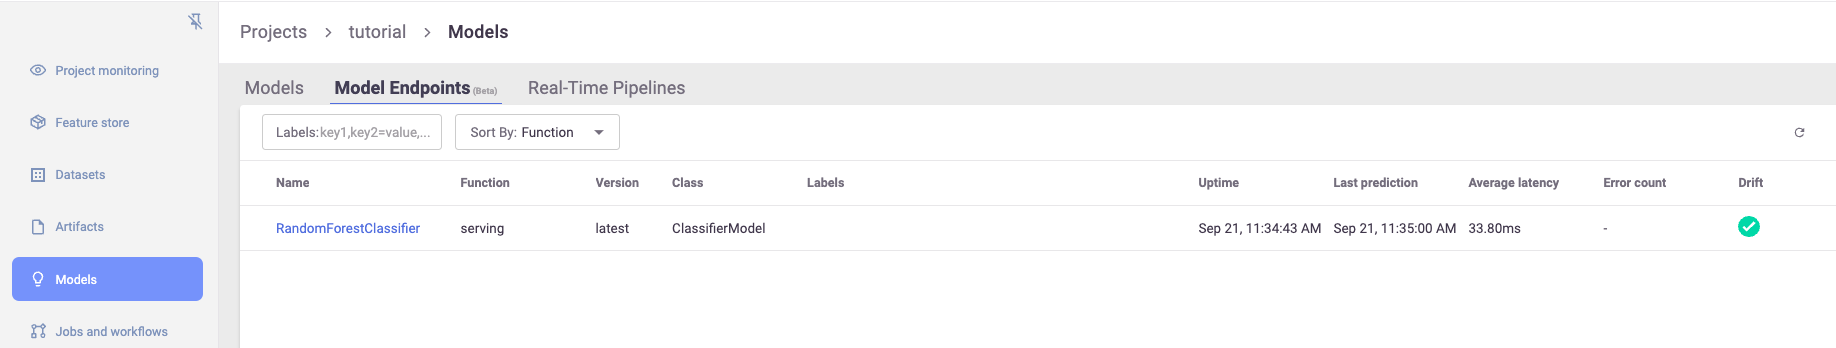 Projects > tutorial > Models
Project monitoring
Feature store
Datasets
Artifacts
Models
Jobs and workflows
Models Model Endpoints (Beta) Real-Time Pipelines
Labels:key1,key2=value,... Sort By: Function
Name Function Version Class Labels Uptime Last prediction Average latency Error count Drift
RandomForestClassifier serving latest ClassifierModel Sep 21, 11:34:43 AM Sep 21, 11:35:00 AM 33.80ms -